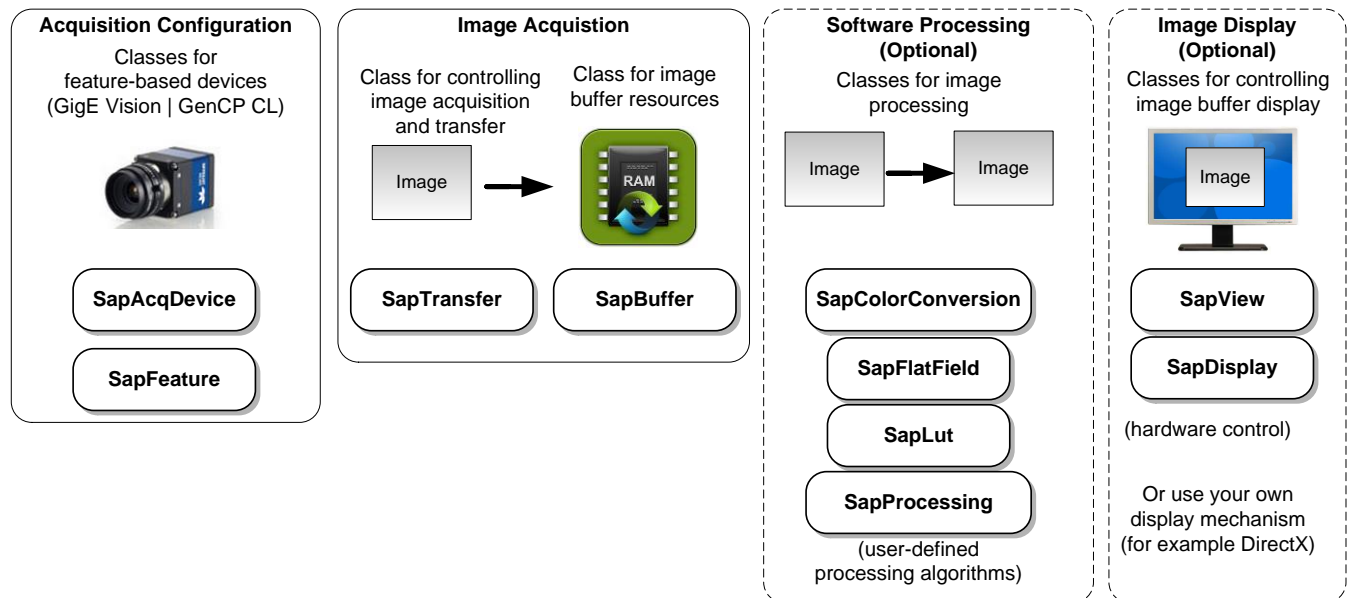 Acquisition Configuration
Classes for
feature-based devices
(GigE Vision | GenCP CL)
SapAcqDevice
SapFeature
Image Acquistion
Class for controlling
image acquisition
and transfer
Class for image
buffer resources
Image
RAM
SapTransfer
SapBuffer
Software Processing
(Optional)
Classes for image
processing
Image
Image
SapColorConversion
SapFlatField
SapLut
SapProcessing
(user-defined
processing algorithms)
Image Display
(Optional)
Classes for controlling
image buffer display
Image
SapView
SapDisplay
(hardware control)
Or use your own
display mechanism
(for example DirectX)